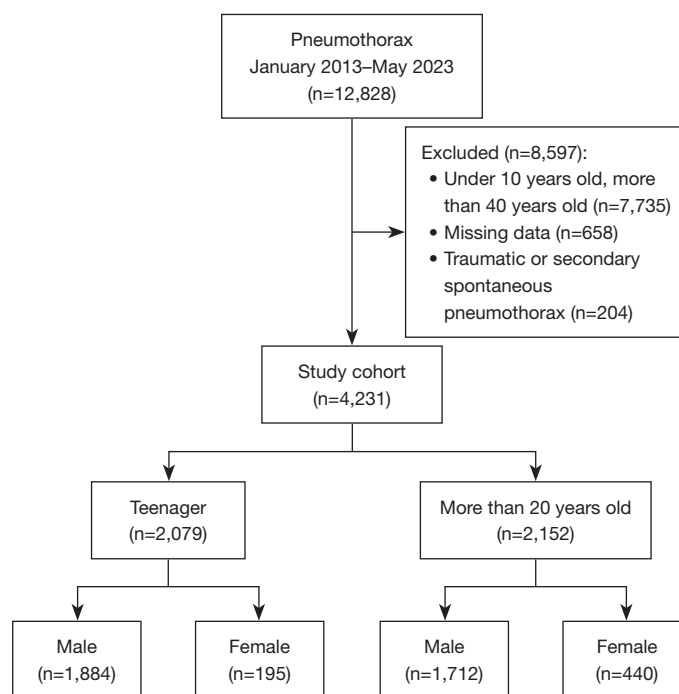 Pneumothorax
January 2013–May 2023
(n=12,828)
Excluded (n=8,597):
• Under 10 years old, more
than 40 years old (n=7,735)
• Missing data (n=658)
• Traumatic or secondary
spontaneous
pneumothorax (n=204)
Study cohort
(n=4,231)
Teenager
(n=2,079)
More than 20 years old
(n=2,152)
Male
(n=1,884)
Female
(n=195)
Male
(n=1,712)
Female
(n=440)